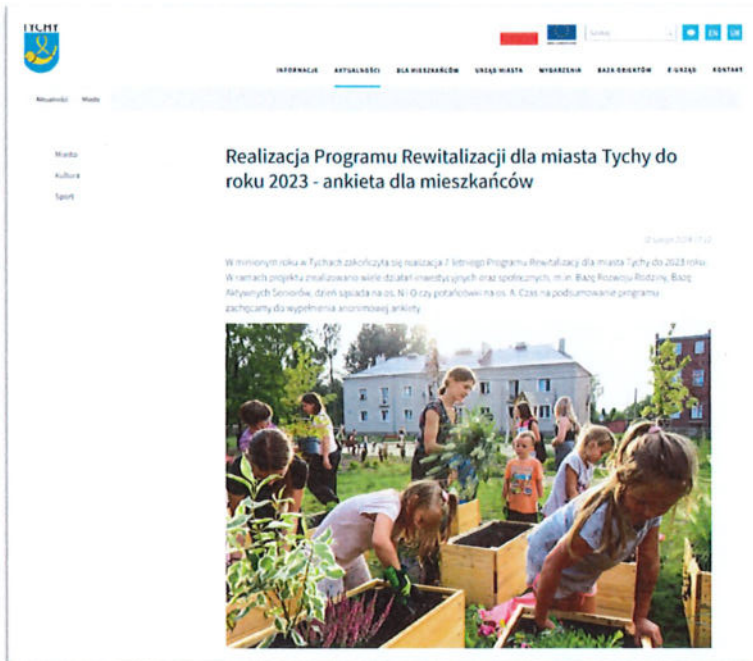 TYCHY
EN
INFORMACJE AKTUALNOŚCI DLA MIESZKAŃCÓW URZĄD MIASTA WYDARZENIA BAZA OBIEKTÓW E-URZĄD KONTAKT
Aktualności Miasto
Miasto
Kultura
Sport
Realizacja Programu Rewitalizacji dla miasta Tychy do
roku 2023 - ankieta dla mieszkańców
W minionym roku w Tychach zakończyła się realizacja 7 letniego Programu Rewitalizacji dla miasta Tychy do 2023 roku.
W ramach projektu zrealizowano wiele działań inwestycyjnych oraz społecznych, m.in. Bazę Rozwoju Rodziny, Bazę
Aktywnych Seniorów, dzień sąsiada na os. N i O czy potańcówki na os. A. Czas na podsumowanie programu
zachęcamy do wypełnienia anonimowej ankiety.